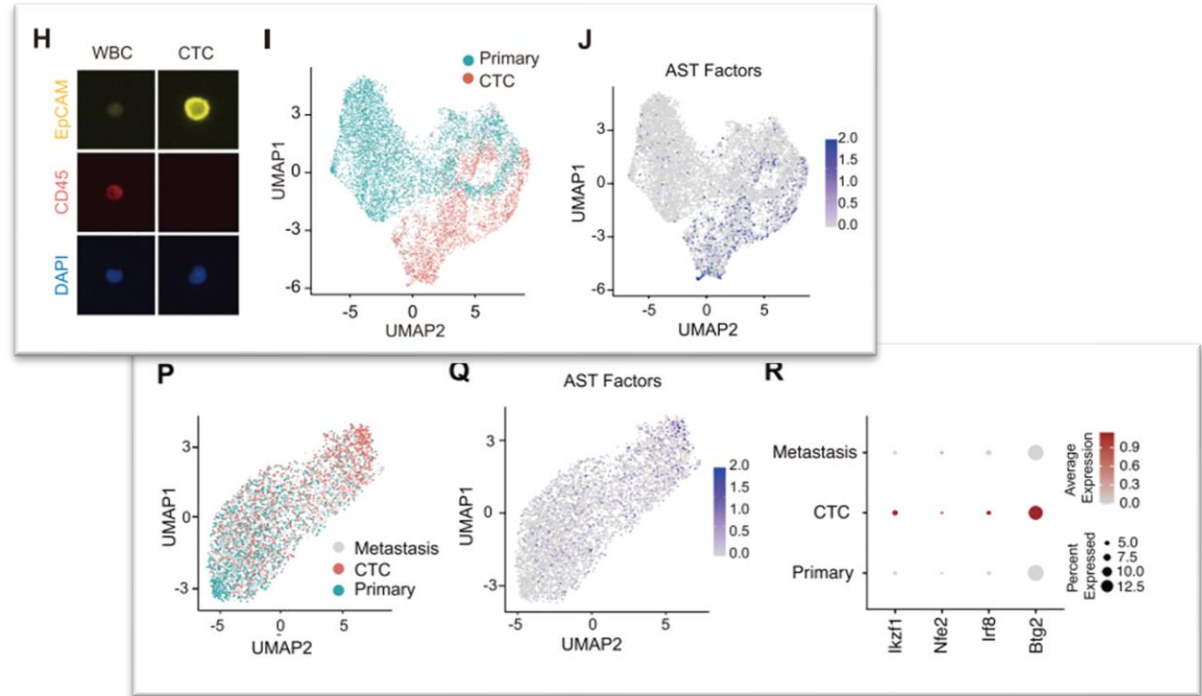 H
WBC CTC
EpCAM
CD45
DAPI
I
Primary
CTC
3
0
-3
-6
UMAP1
-5 0 5
UMAP2
J
AST Factors
3
0
-3
-6
UMAP1
-5 0 5
UMAP2
2.0
1.5
1.0
0.5
0.0
P
3
0
-3
UMAP1
Metastasis
CTC
Primary
-5 0 5
UMAP2
Q
AST Factors
3
0
-3
UMAP1
-5 0 5
UMAP2
2.0
1.5
1.0
0.5
0.0
R
Metastasis
CTC
Primary
Ikzf1
Nfe2
Irf8
Btg2
Average
Expression
0.9
0.6
0.3
0.0
Percent
Expressed
5.0
7.5
10.0
12.5